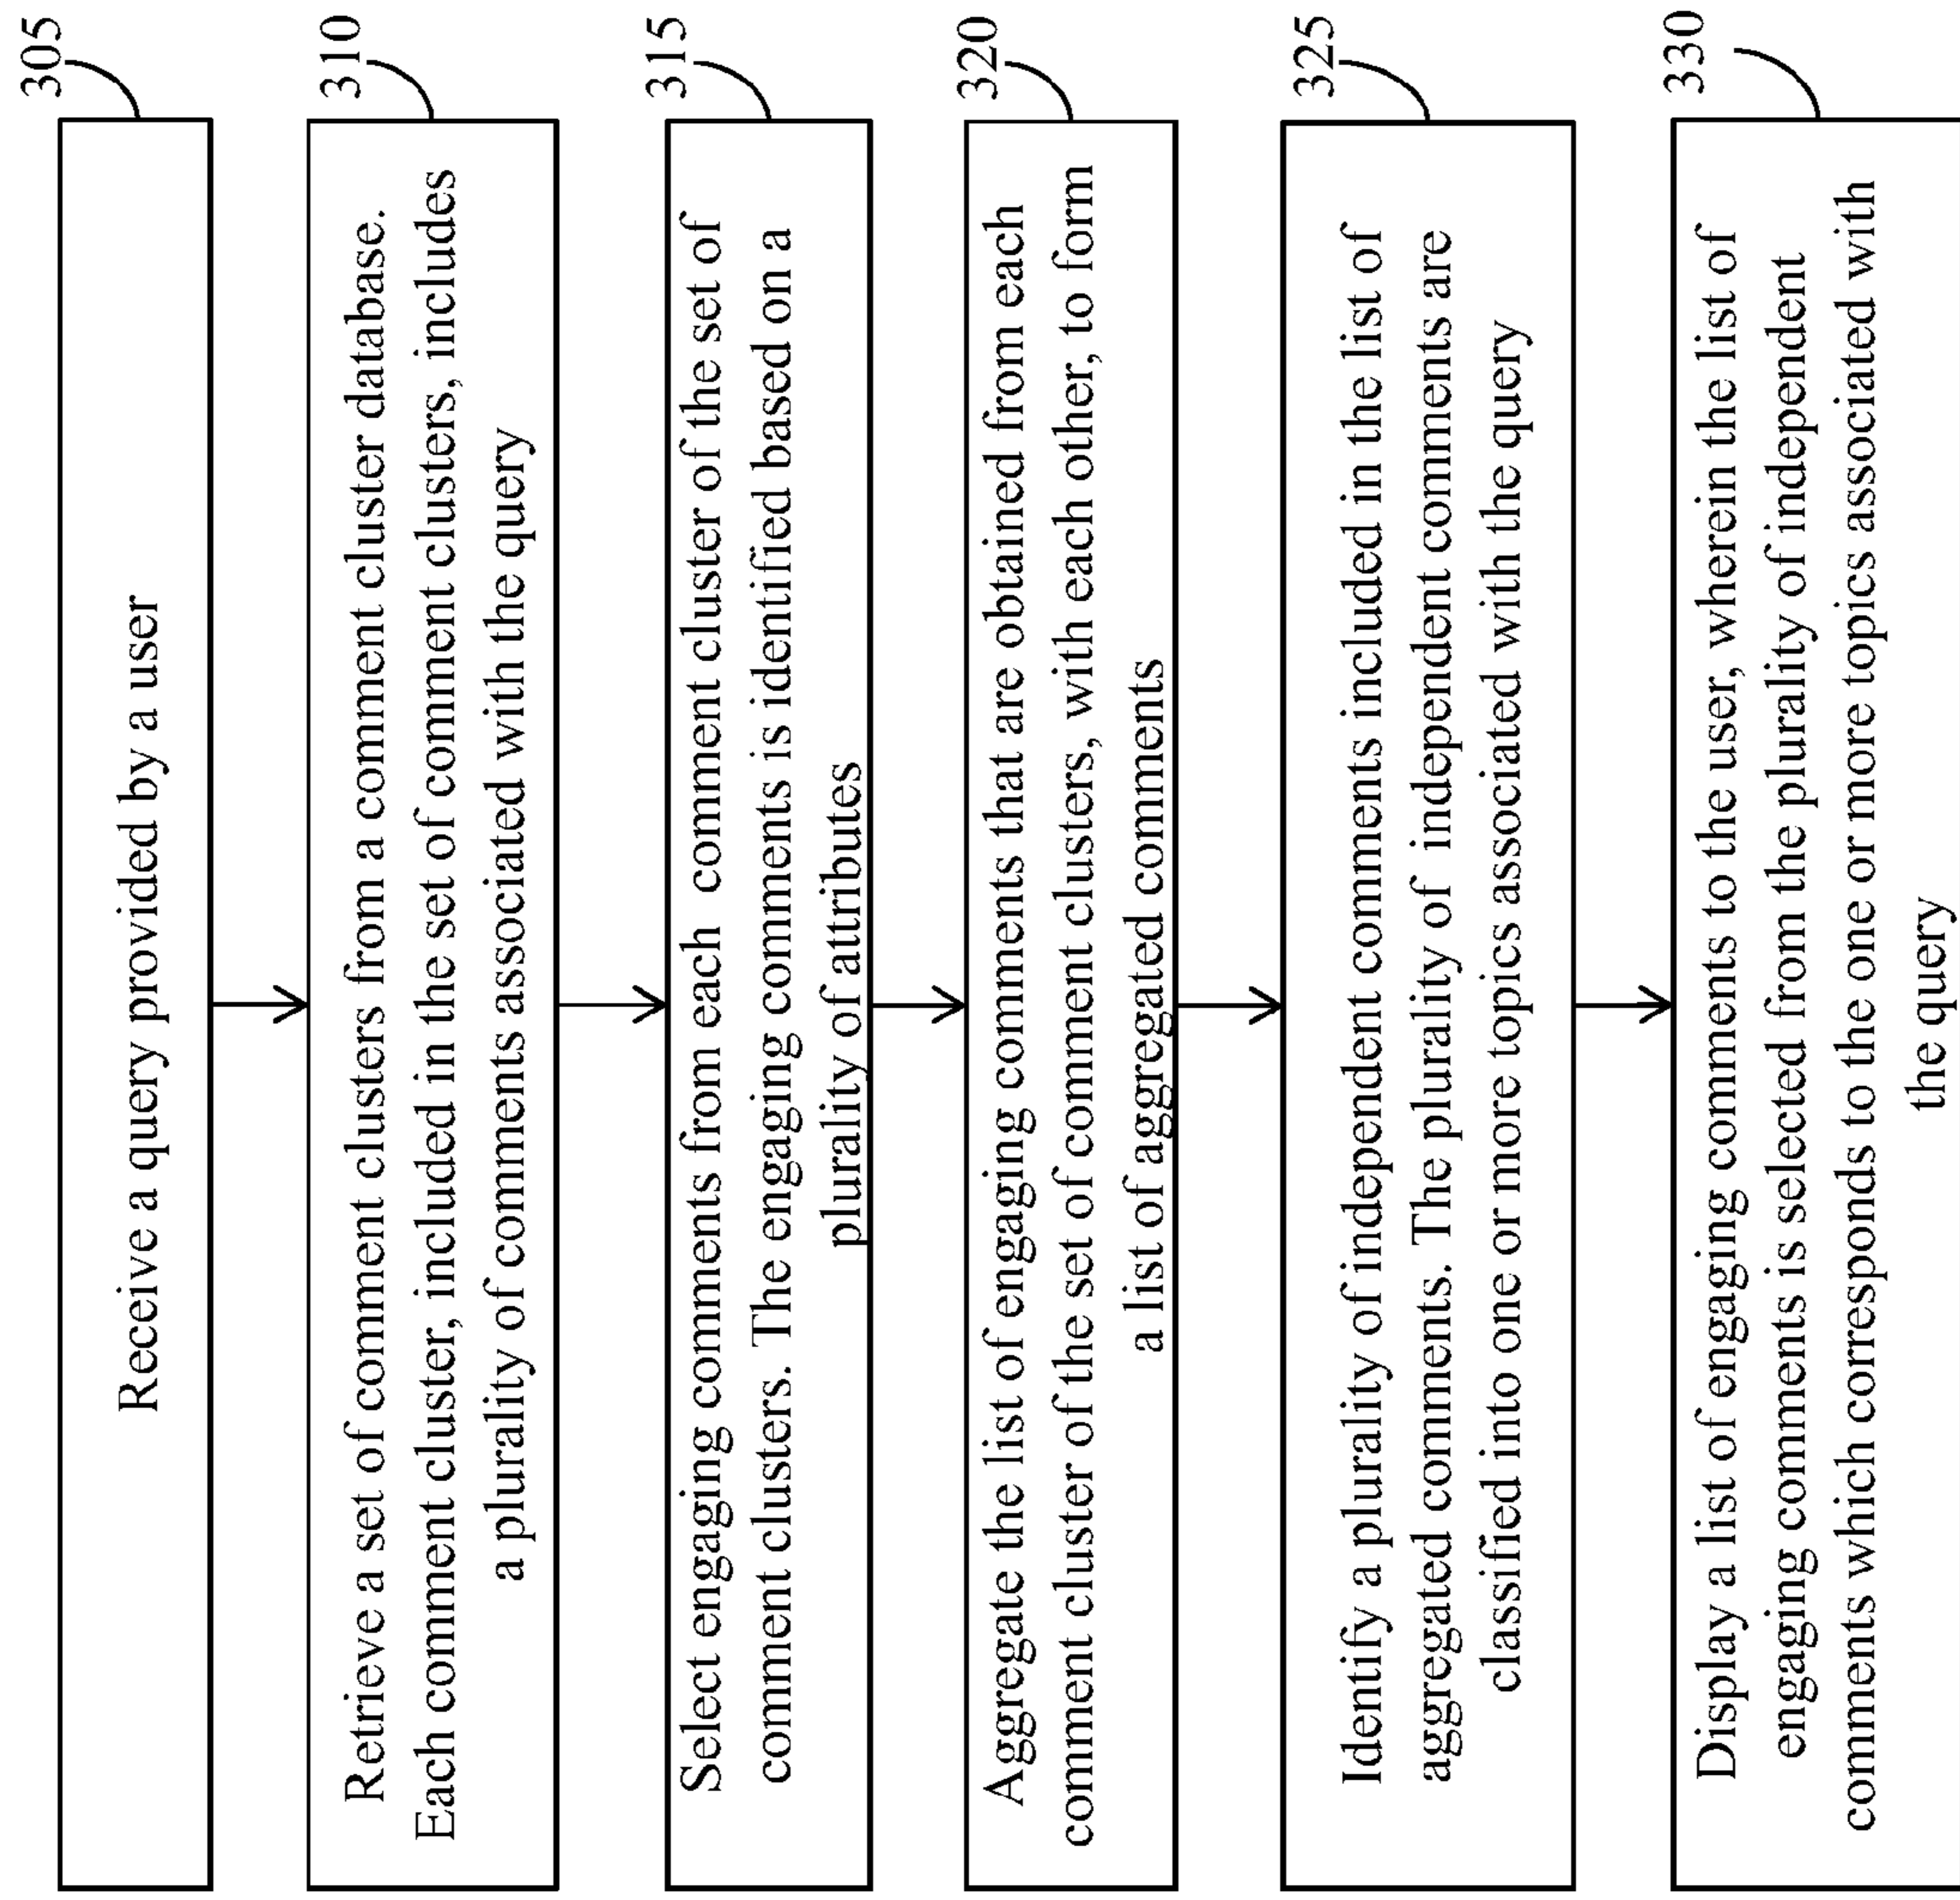 305
Receive a query provided by a user
310
Retrieve a set of comment clusters from a comment cluster database.
Each comment cluster, included in the set of comment clusters, includes
a plurality of comments associated with the query
315
Select engaging comments from each comment cluster of the set of
comment clusters. The engaging comments is identified based on a
plurality of attributes
320
Aggregate the list of engaging comments that are obtained from each
comment cluster of the set of comment clusters, with each other, to form
a list of aggregated comments
325
Identify a plurality of independent comments included in the list of
aggregated comments. The plurality of independent comments are
classified into one or more topics associated with the query
330
Display a list of engaging comments to the user, wherein the list of
engaging comments is selected from the plurality of independent
comments which corresponds to the one or more topics associated with
the query